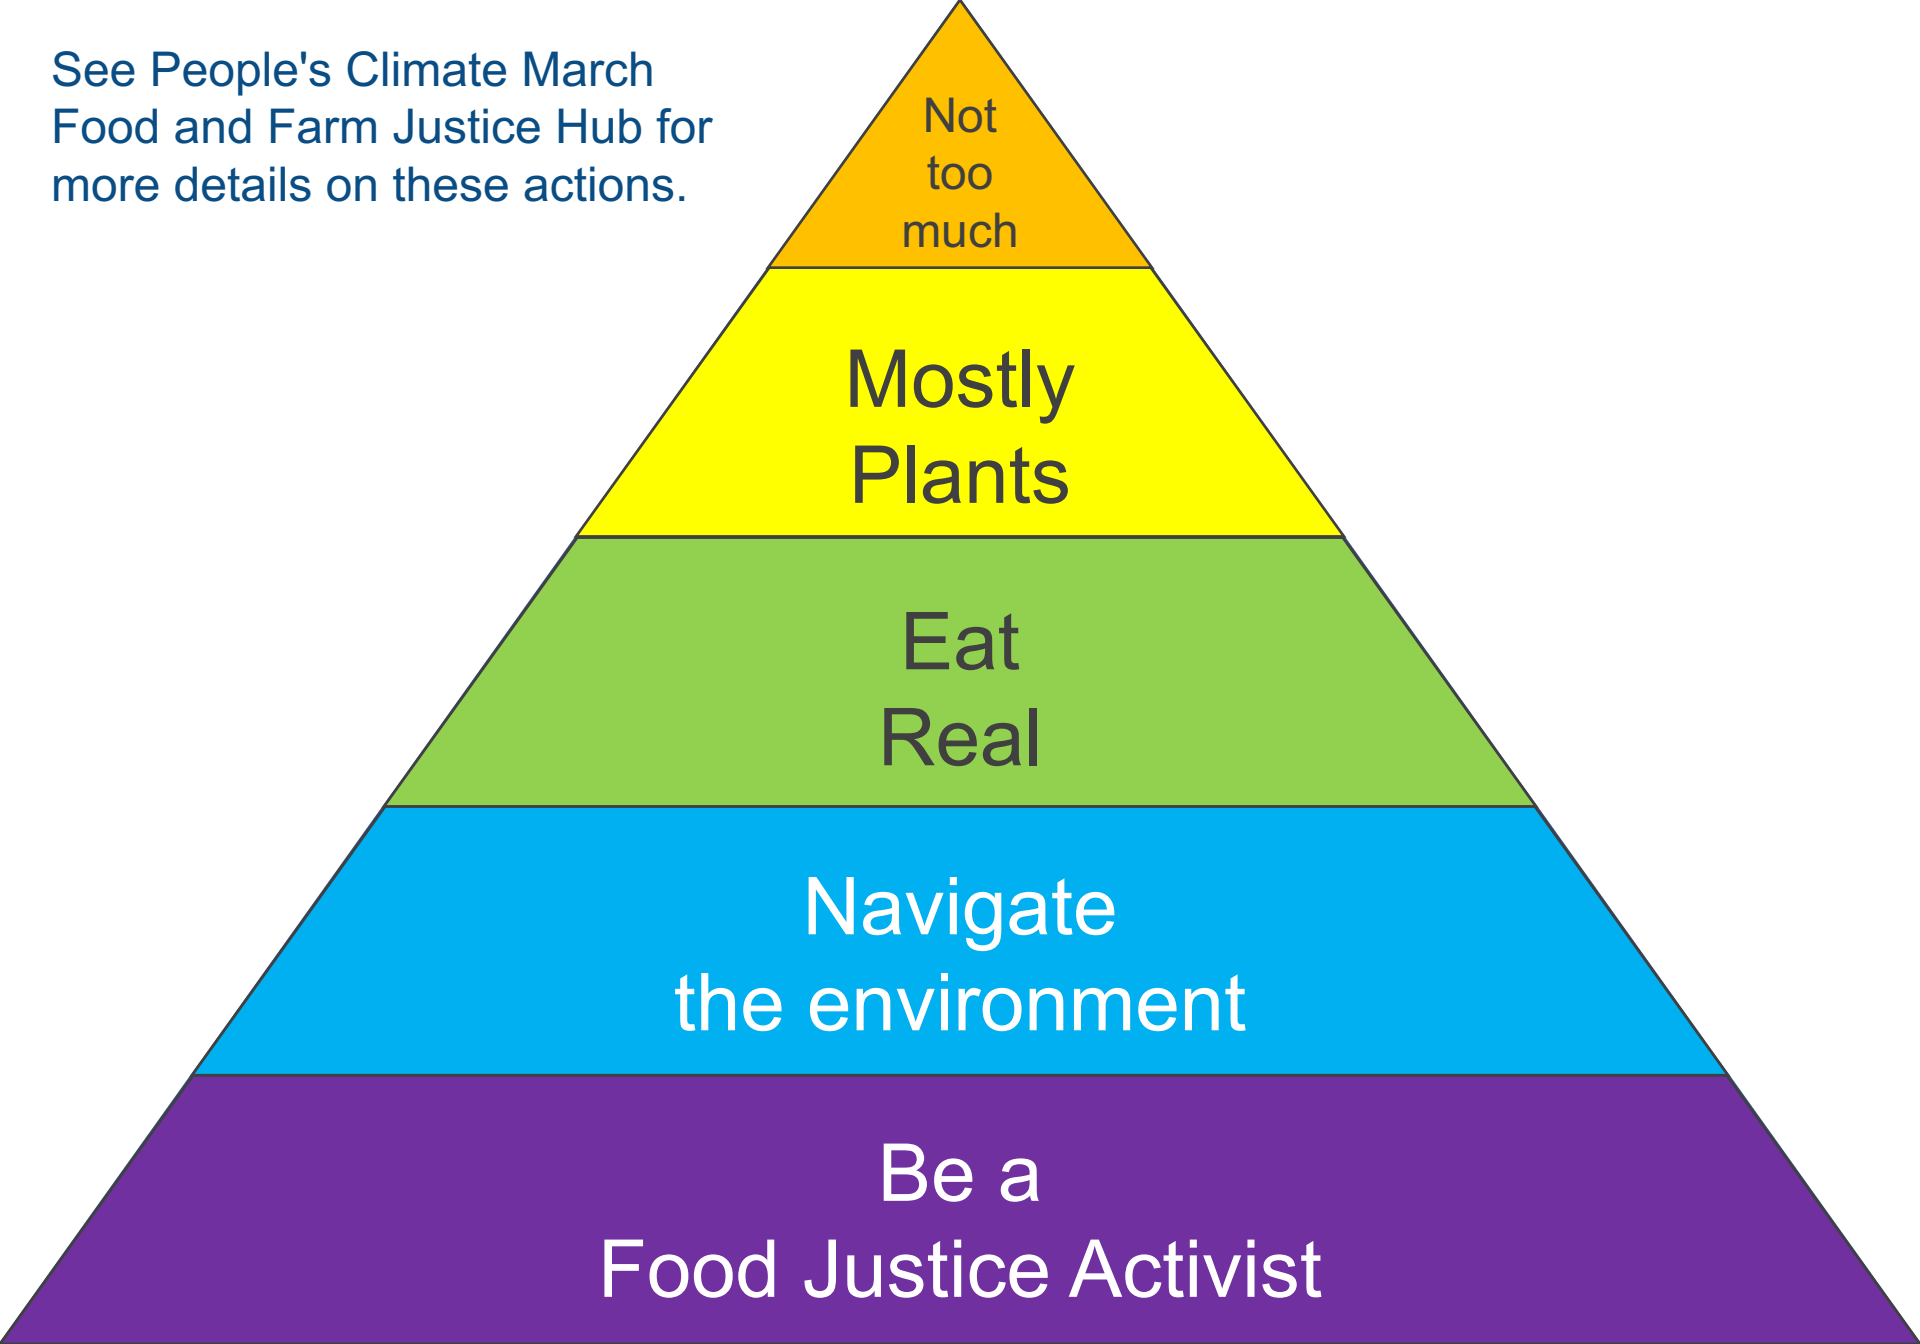 See People's Climate March
Food and Farm Justice Hub for
more details on these actions.
Not
too
much
Mostly
Plants
Eat
Real
Navigate
the environment
Be a
Food Justice Activist